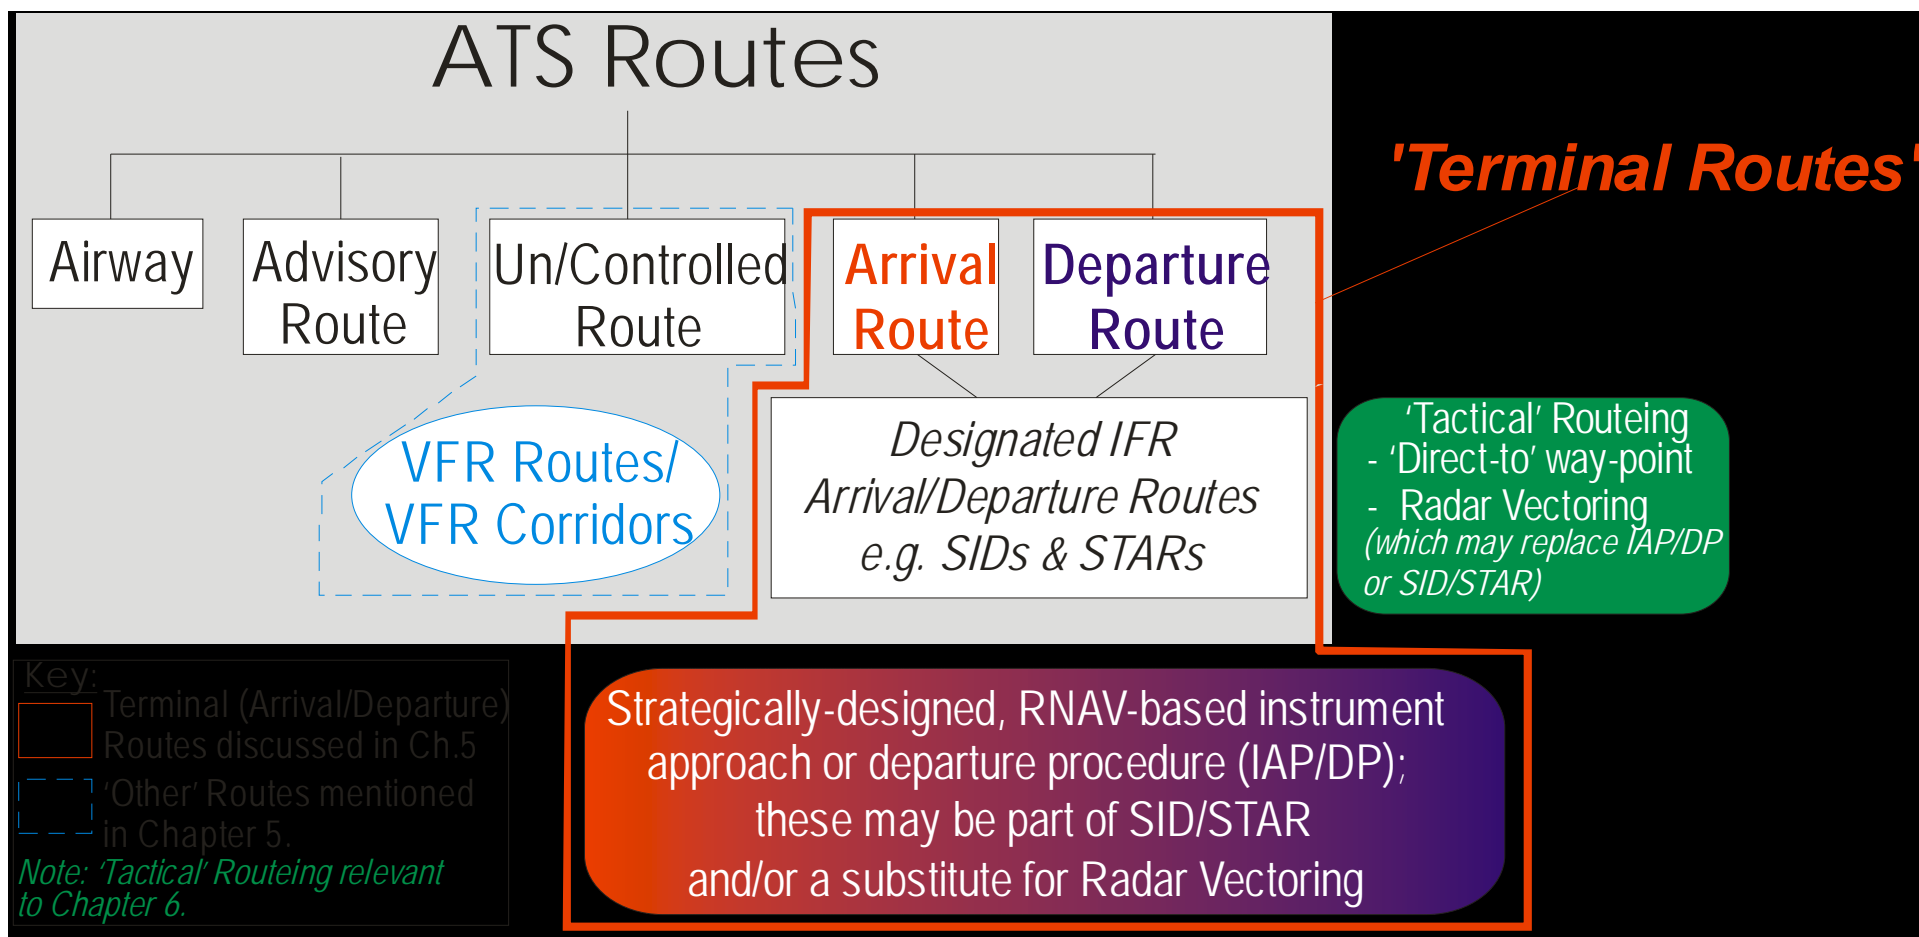 ATS Routes
'Terminal Routes'
Airway
Advisory
Route
Un/Controlled
Route
Arrival
Route
Departure
Route
VFR Routes/
VFR Corridors
Designated IFR
Arrival/Departure Routes
e.g. SIDs & STARs
‘Tactical’ Routeing
- ‘Direct-to’ way-point
- Radar Vectoring
(which may replace IAP/DP
or SID/STAR)
Key:
Terminal (Arrival/Departure)
Routes discussed in Ch.5
‘Other’ Routes mentioned
in Chapter 5.
Note: ‘Tactical’ Routeing relevant
to Chapter 6.
Strategically-designed, RNAV-based instrument
approach or departure procedure (IAP/DP);
these may be part of SID/STAR
and/or a substitute for Radar Vectoring